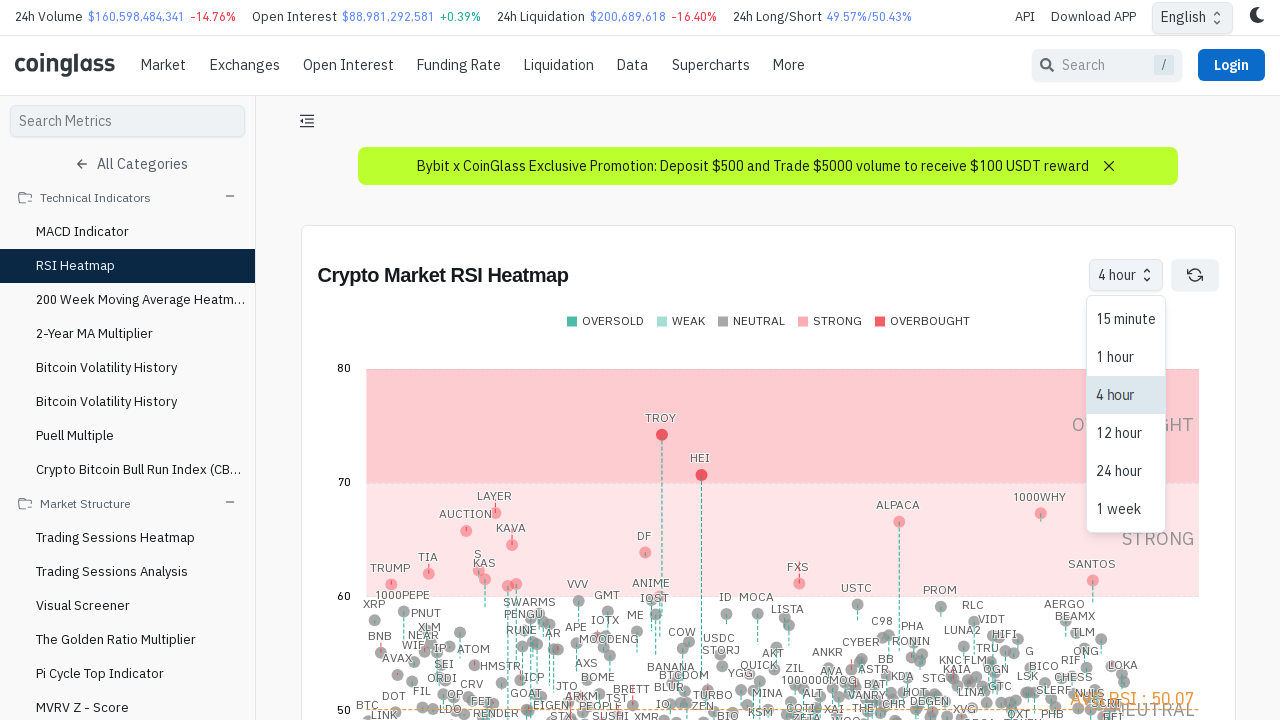 24h Volume $160,598,484,341 -14.76% Open Interest $88,981,292,581 +0.39% 24h Liquidation $200,689,618 -16.40% 24h Long/Short 49.57%/50.43% API Download APP English
coinglass Market Exchanges Open Interest Funding Rate Liquidation Data Supercharts More Search / Login
Search Metrics
All Categories
Technical Indicators
MACD Indicator
RSI Heatmap
200 Week Moving Average Heatm...
2-Year MA Multiplier
Bitcoin Volatility History
Bitcoin Volatility History
Puell Multiple
Crypto Bitcoin Bull Run Index (CB...
Market Structure
Trading Sessions Heatmap
Trading Sessions Analysis
Visual Screener
The Golden Ratio Multiplier
Pi Cycle Top Indicator
MVRV Z - Score
Bybit x CoinGlass Exclusive Promotion: Deposit $500 and Trade $5000 volume to receive $100 USDT reward
Crypto Market RSI Heatmap
4 hour
15 minute
1 hour
4 hour
12 hour
24 hour
1 week
OVERSOLD WEAK NEUTRAL STRONG OVERBOUGHT
80
TROY
HEI
70
LAYER 1000WHY
AUCTION ALPACA
KAVA
DF
STRONG
TIA S
TRUMP KAS FXS SANTOS
60
1000PEPE VVV ANIME USTC PROM
XRP SWARMS GMT IOST ID MOCA RLC AERGO
PNUT PENGU IOTX ME LISTA C98 VIDT BEAMX
XLM RUNE APE PHA LUNA2
BNB NEAR AR MOODENG COW USDC CYBER RONIN HIFI TLM
WIF ATOM STORJ AKT ANKR TRU G ONG
AVAX SEI HMSTR AXS BANANA QUICK ZIL AVA ASTR BB KNC FLM BICO RIF LOKA
ORDI CRV ICP BOME YGG 1000000MOG BAT KDA STG KAIA OGN LSK CHESS
DOT FIL OP GOAT JTO ARKM BRETT BLUR TURBO MINA ALT VANRY HOT LINA GTC SLERF
BTC FET EIGEN PEOPLE TST ZEN XAI CHR DEGEN AVG RSI : 50.07
50
LINK RENDER STX SUSHI XMR BIO KSM ZETA XVG OXT PHB NEUTRAL